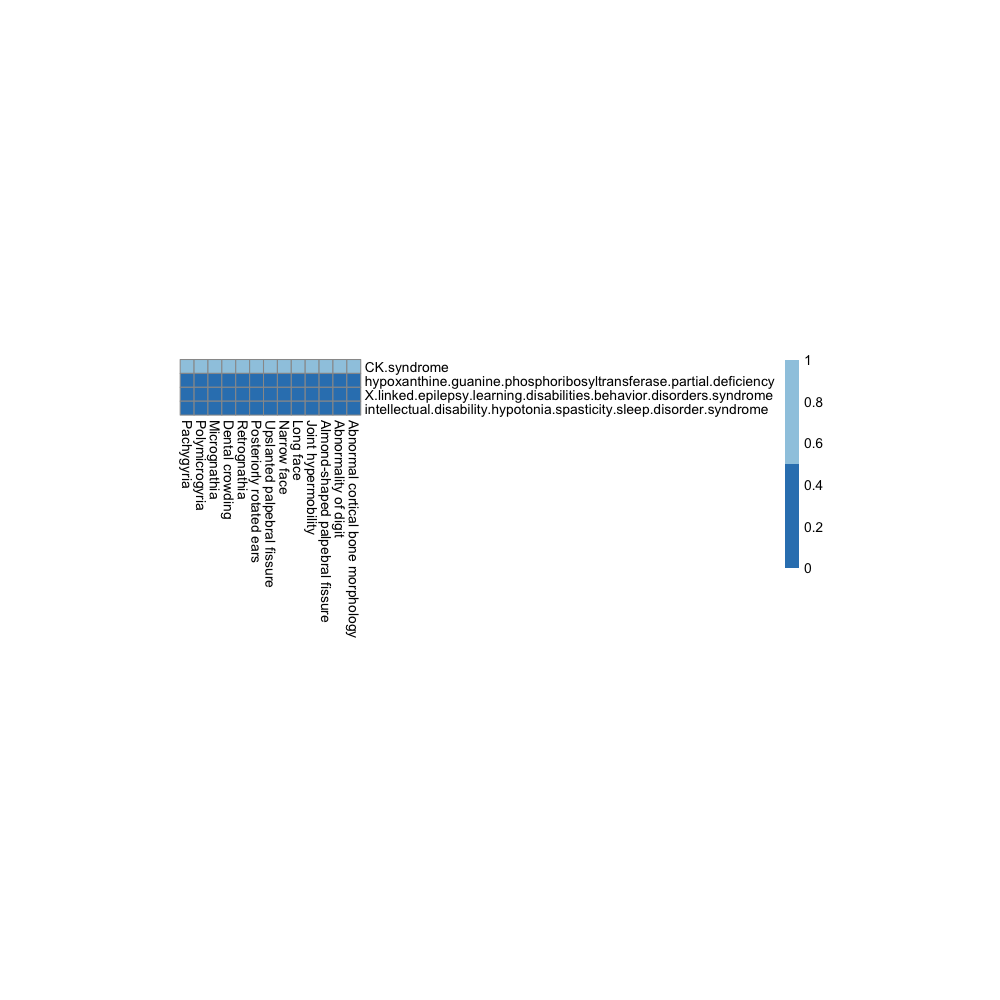 CK.syndrome
hypoxanthine.guanine.phosphoribosyltransferase.partial.deficiency
X.linked.epilepsy.learning.disabilities.behavior.disorders.syndrome
intellectual.disability.hypotonia.spasticity.sleep.disorder.syndrome
Pachygyria
Polymicrogyria
Micrognathia
Dental crowding
Retrognathia
Posteriorly rotated ears
Upslanted palpebral fissure
Narrow face
Long face
Joint hypermobility
Almond-shaped palpebral fissure
Abnormality of digit
Abnormal cortical bone morphology
1
0.8
0.6
0.4
0.2
0